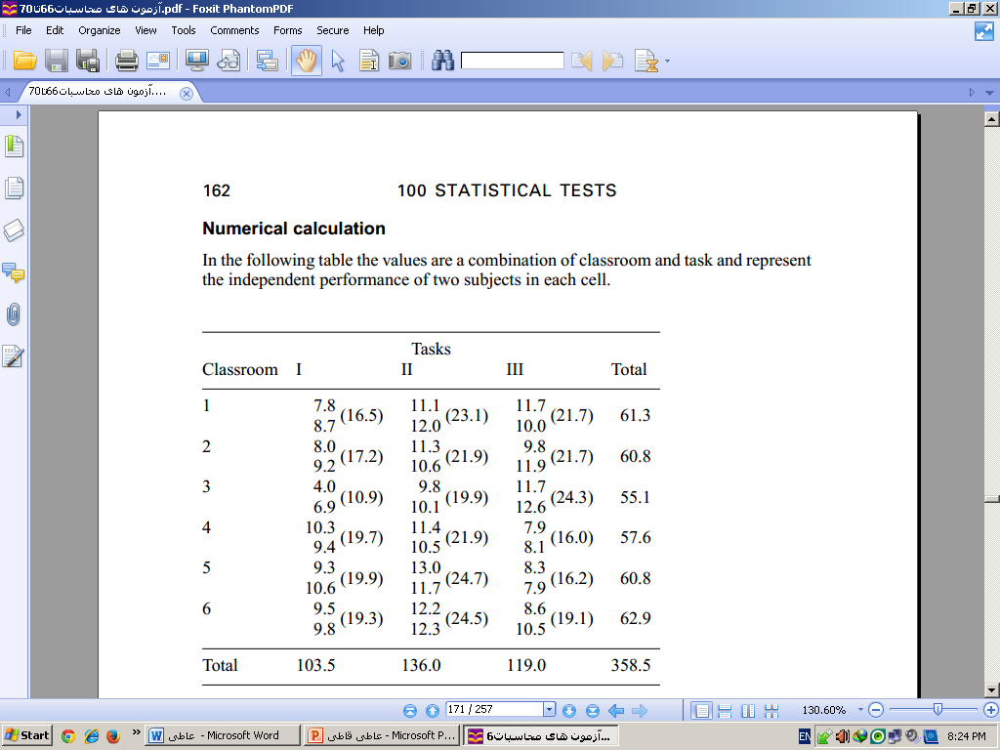 آزمون های محاسبات66تا70.pdf - Foxit PhantomPDF
File Edit Organize View Tools Comments Forms Secure Help
آزمون های محاسبات66تا70....
162 100 STATISTICAL TESTS
Numerical calculation
In the following table the values are a combination of classroom and task and represent
the independent performance of two subjects in each cell.
Tasks
Classroom I II III Total
1 7.8 8.7 (16.5) 11.1 12.0 (23.1) 11.7 10.0 (21.7) 61.3
2 8.0 9.2 (17.2) 11.3 10.6 (21.9) 9.8 11.9 (21.7) 60.8
3 4.0 6.9 (10.9) 9.8 10.1 (19.9) 11.7 12.6 (24.3) 55.1
4 10.3 9.4 (19.7) 11.4 10.5 (21.9) 7.9 8.1 (16.0) 57.6
5 9.3 10.6 (19.9) 13.0 11.7 (24.7) 8.3 7.9 (16.2) 60.8
6 9.5 9.8 (19.3) 12.2 12.3 (24.5) 8.6 10.5 (19.1) 62.9
Total 103.5 136.0 119.0 358.5
171 / 257 130.60%
Start » عاطی - Microsoft Word عاطی قاطی - Microsoft P... آزمون های محاسبات6... EN 8:24 PM